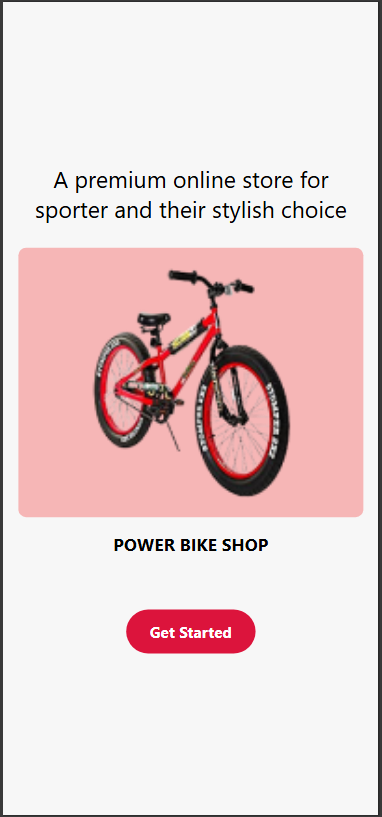 A premium online store for
sporter and their stylish choice
POWER BIKE SHOP
Get Started